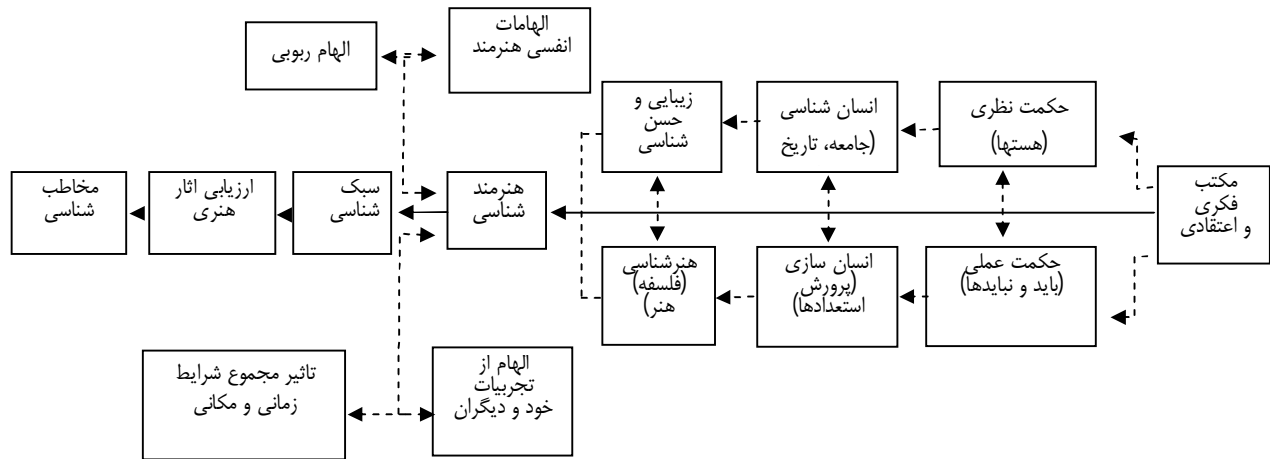 الهامات
انفسی هنرمند
الهام ربوبی
حکمت نظری
(هستها)
انسان شناسی
(جامعه، تاریخ
زیبایی و
حسن
شناسی
مکتب
فکری
و اعتقادی
هنرمند
شناسی
سبک
شناسی
ارزیابی اثار
هنری
مخاطب
شناسی
حکمت عملی
(باید و نبایدها)
انسان سازی
(پرورش
استعدادها)
هنرشناسی
(فلسفه)
هنر)
الهام از
تجربیات
خود و دیگران
تاثیر مجموع شرایط
زمانی و مکانی